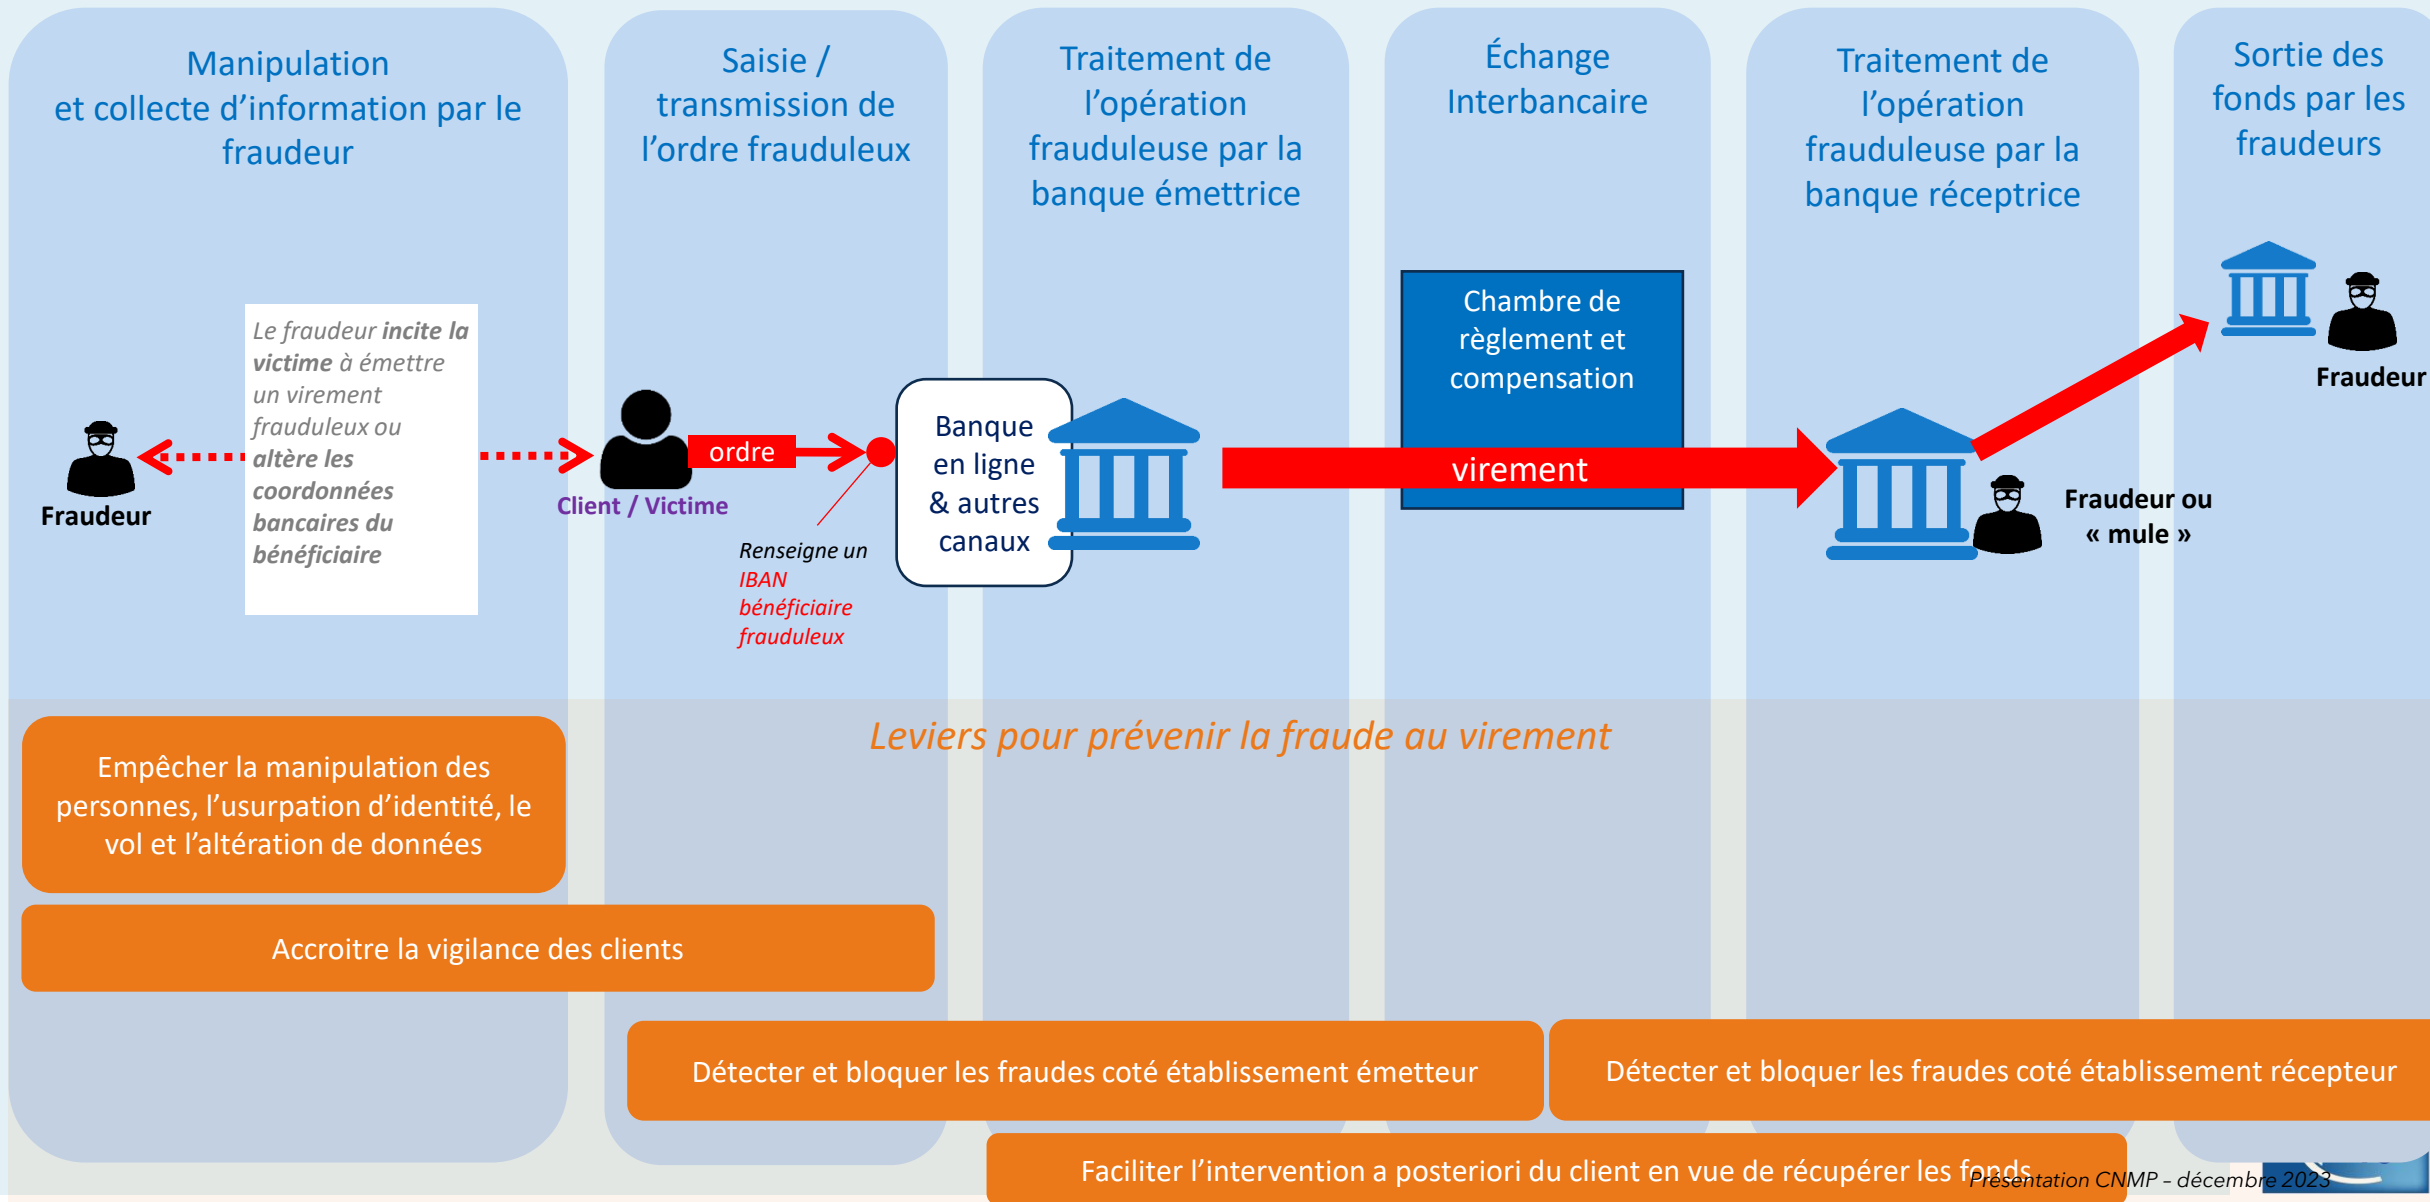 Manipulation
et collecte d’information par le
fraudeur
Saisie /
transmission de
l’ordre frauduleux
Traitement de
l’opération
frauduleuse par la
banque émettrice
Échange
Interbancaire
Traitement de
l’opération
frauduleuse par la
banque réceptrice
Sortie des
fonds par les
fraudeurs
Le fraudeur incite la
victime à émettre
un virement
frauduleux ou
altère les
coordonnées
bancaires du
bénéficiaire
Fraudeur
Client / Victime
ordre
Renseigne un
IBAN
bénéficiaire
frauduleux
Banque
en ligne
& autres
canaux
Chambre de
règlement et
compensation
virement
Fraudeur ou
« mule »
Fraudeur
Leviers pour prévenir la fraude au virement
Empêcher la manipulation des
personnes, l’usurpation d’identité, le
vol et l’altération de données
Accroitre la vigilance des clients
Détecter et bloquer les fraudes coté établissement émetteur
Détecter et bloquer les fraudes coté établissement récepteur
Faciliter l’intervention a posteriori du client en vue de récupérer les fonds
Présentation CNMP – décembre 2023